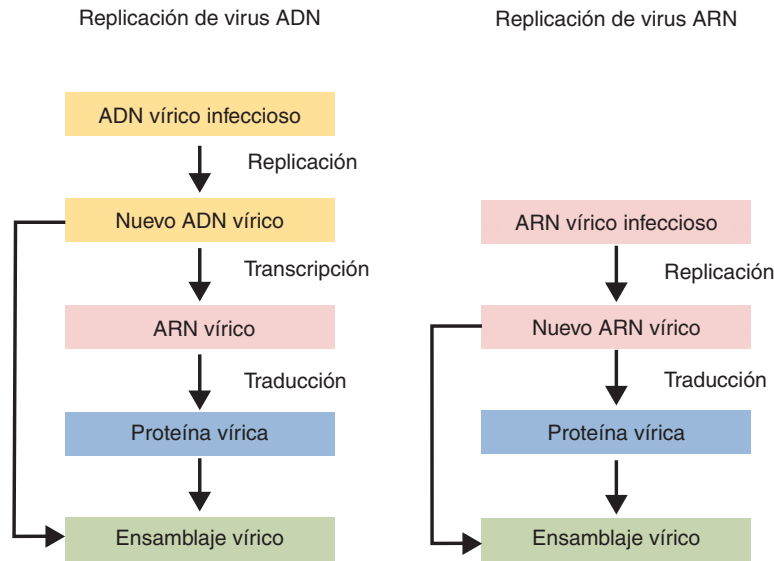 Replicación de virus ADN
ADN vírico infeccioso
Replicación
Nuevo ADN vírico
Transcripción
ARN vírico
Traducción
Proteína vírica
Ensamblaje vírico
Replicación de virus ARN
ARN vírico infeccioso
Replicación
Nuevo ARN vírico
Traducción
Proteína vírica
Ensamblaje vírico